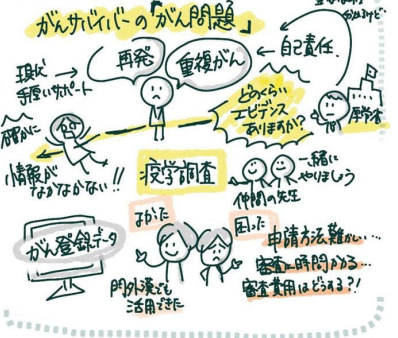 がんサバイバーの「がん問題」
再発
重複がん
自己責任
現状
手厚いサポート
どのくらい
エビデンス
ありますか?
確かに
情報が
なかなかない!!
疫学調査
一緒に
やりましょう
仲間の先生
がん登録データ
よかった
困った
門外漢でも
活用できた
申請方法難かしい…
審査に時間かかる…
審査費用はどうする?!